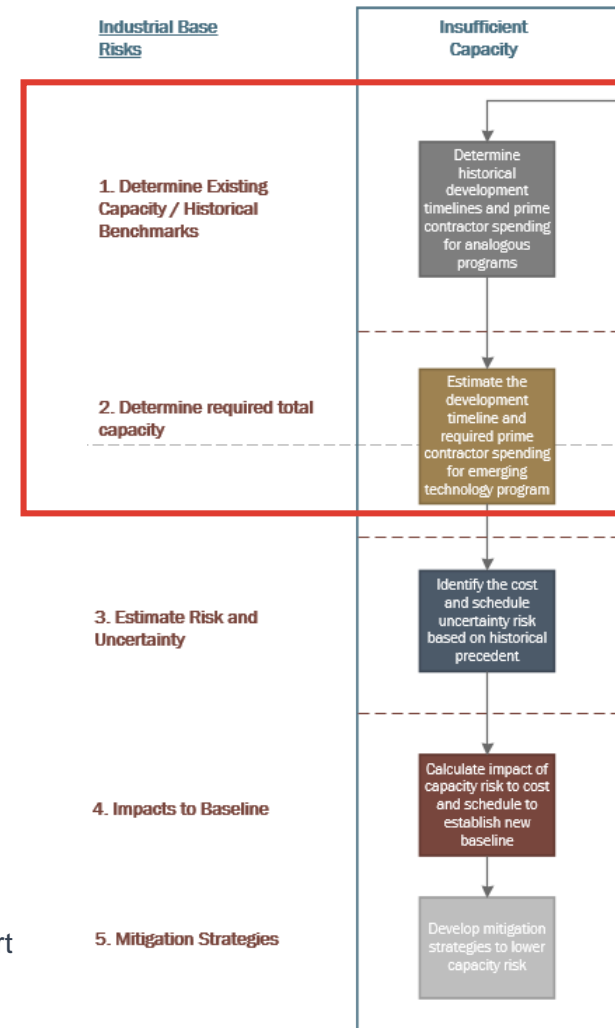 Industrial Base
Risks
Insufficient
Capacity
1. Determine Existing
Capacity / Historical
Benchmarks
Determine
historical
development
timelines and prime
contractor spending
for analogous
programs
2. Determine required total
capacity
Estimate the
development
timeline and
required prime
contractor spending
for emerging
technology program
3. Estimate Risk and
Uncertainty
Identify the cost
and schedule
uncertainty risk
based on historical
precedent
4. Impacts to Baseline
Calculate impact of
capacity risk to cost
and schedule to
establish new
baseline
rt
5. Mitigation Strategies
Develop mitigation
strategies to lower
capacity risk